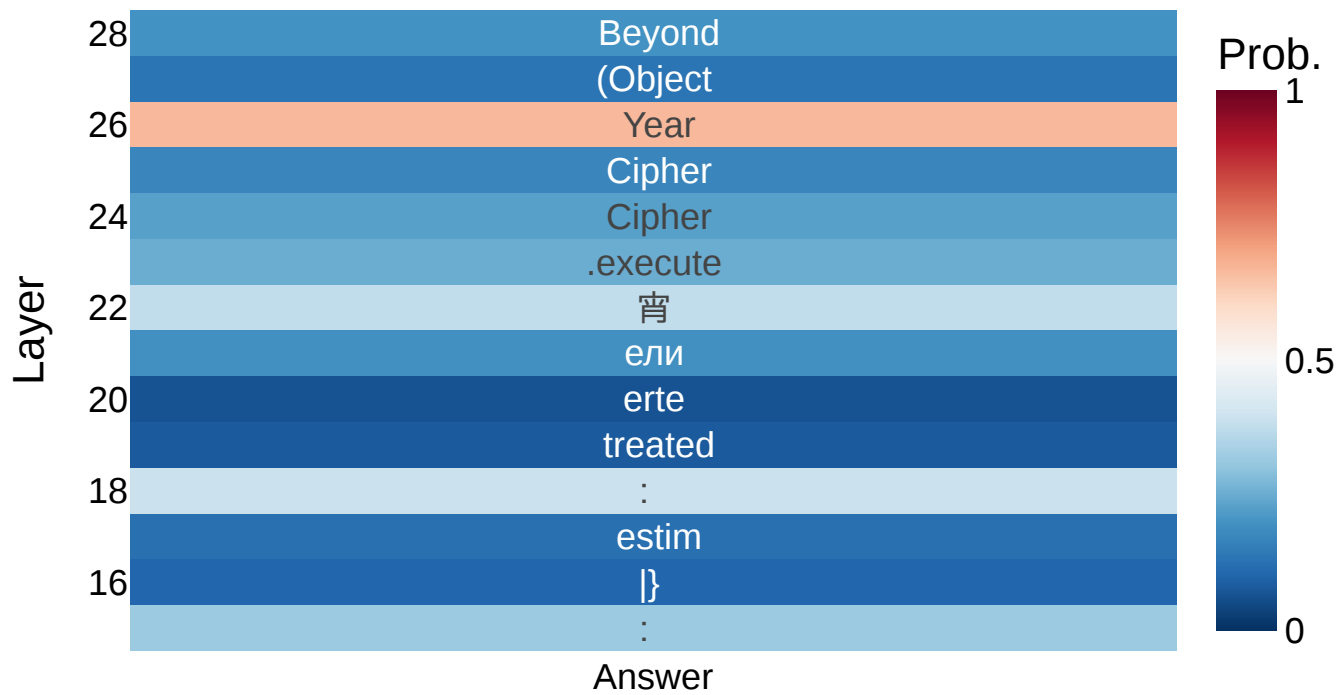 28
Beyond
(Object
26
Year
Cipher
24
Cipher
.execute
22
宵
ели
20
erte
treated
18
:
estim
16
|}
:
Layer
Answer
Prob.
1
0.5
0